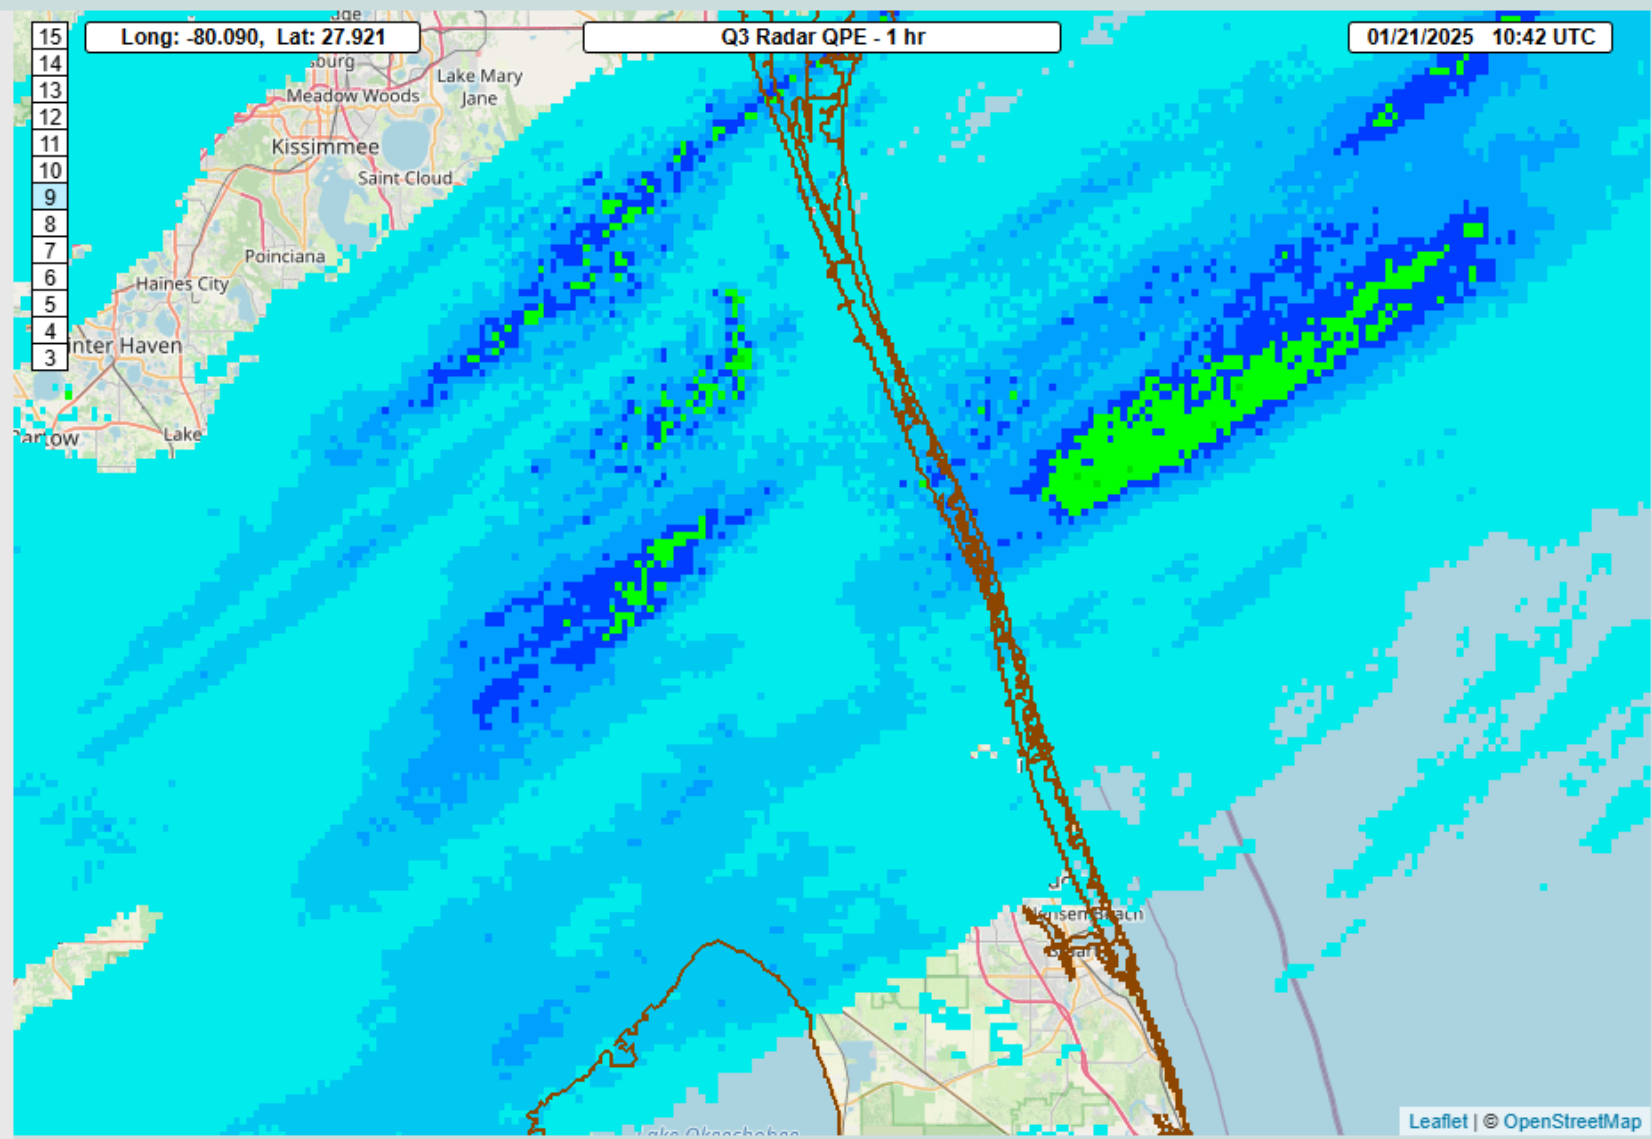 15
14
13
12
11
10
9
8
7
6
5
4
3
Long: -80.090, Lat: 27.921
Q3 Radar QPE - 1 hr
01/21/2025 10:42 UTC
Lake Mary
Jane
Meadow Woods
Kissimmee
Saint Cloud
Poinciana
Haines City
inter Haven
Lake
Leaflet | © OpenStreetMap